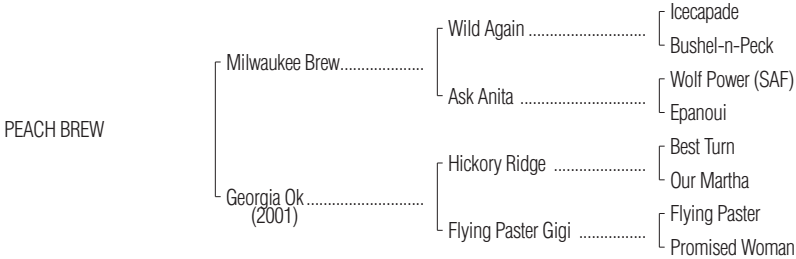 Icecapade
Wild Again ..........................
Bushel-n-Peck
Milwaukee Brew...................
Wolf Power (SAF)
Ask Anita ............................
Epanoui
PEACH BREW
Best Turn
Hickory Ridge ....................
Our Martha
Georgia Ok..........................
(2001)
Flying Paster
Flying Paster Gigi ...............
Promised Woman